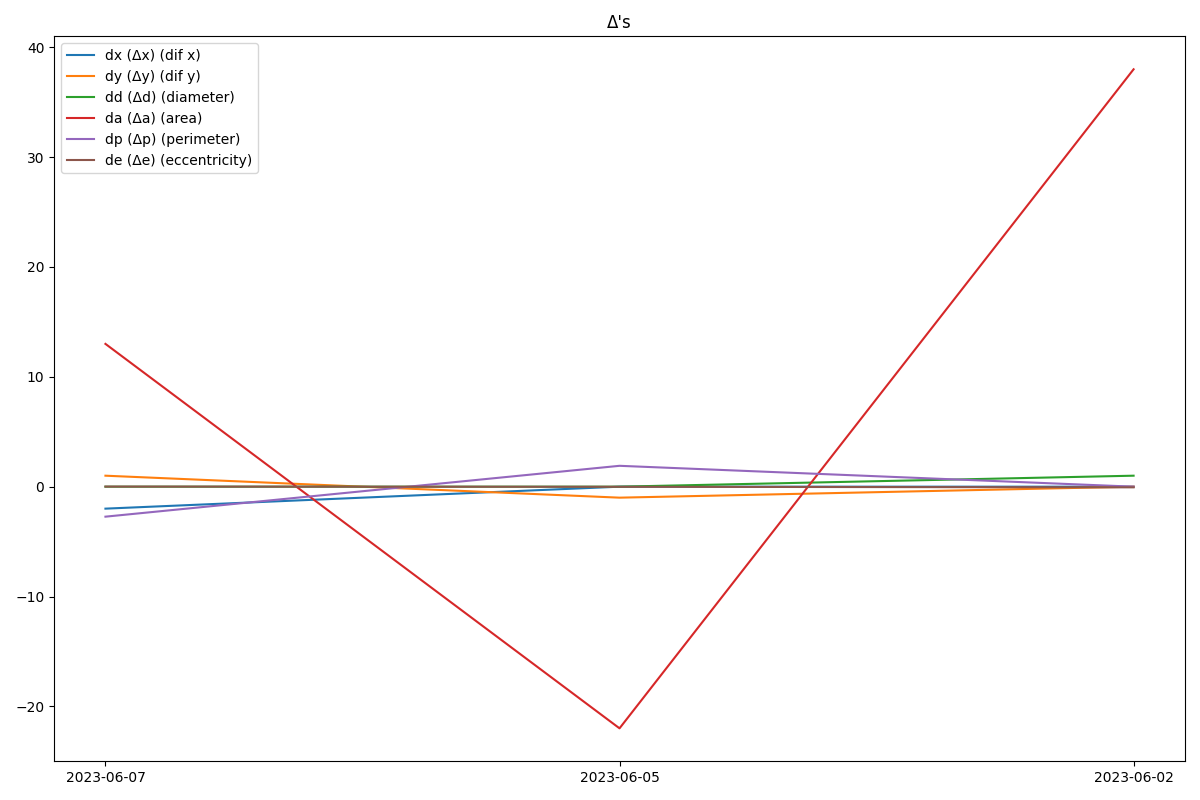 Δ's
40
30
20
10
0
−10
−20
dx (Δx) (dif x)
dy (Δy) (dif y)
dd (Δd) (diameter)
da (Δa) (area)
dp (Δp) (perimeter)
de (Δe) (eccentricity)
2023-06-07
2023-06-05
2023-06-02